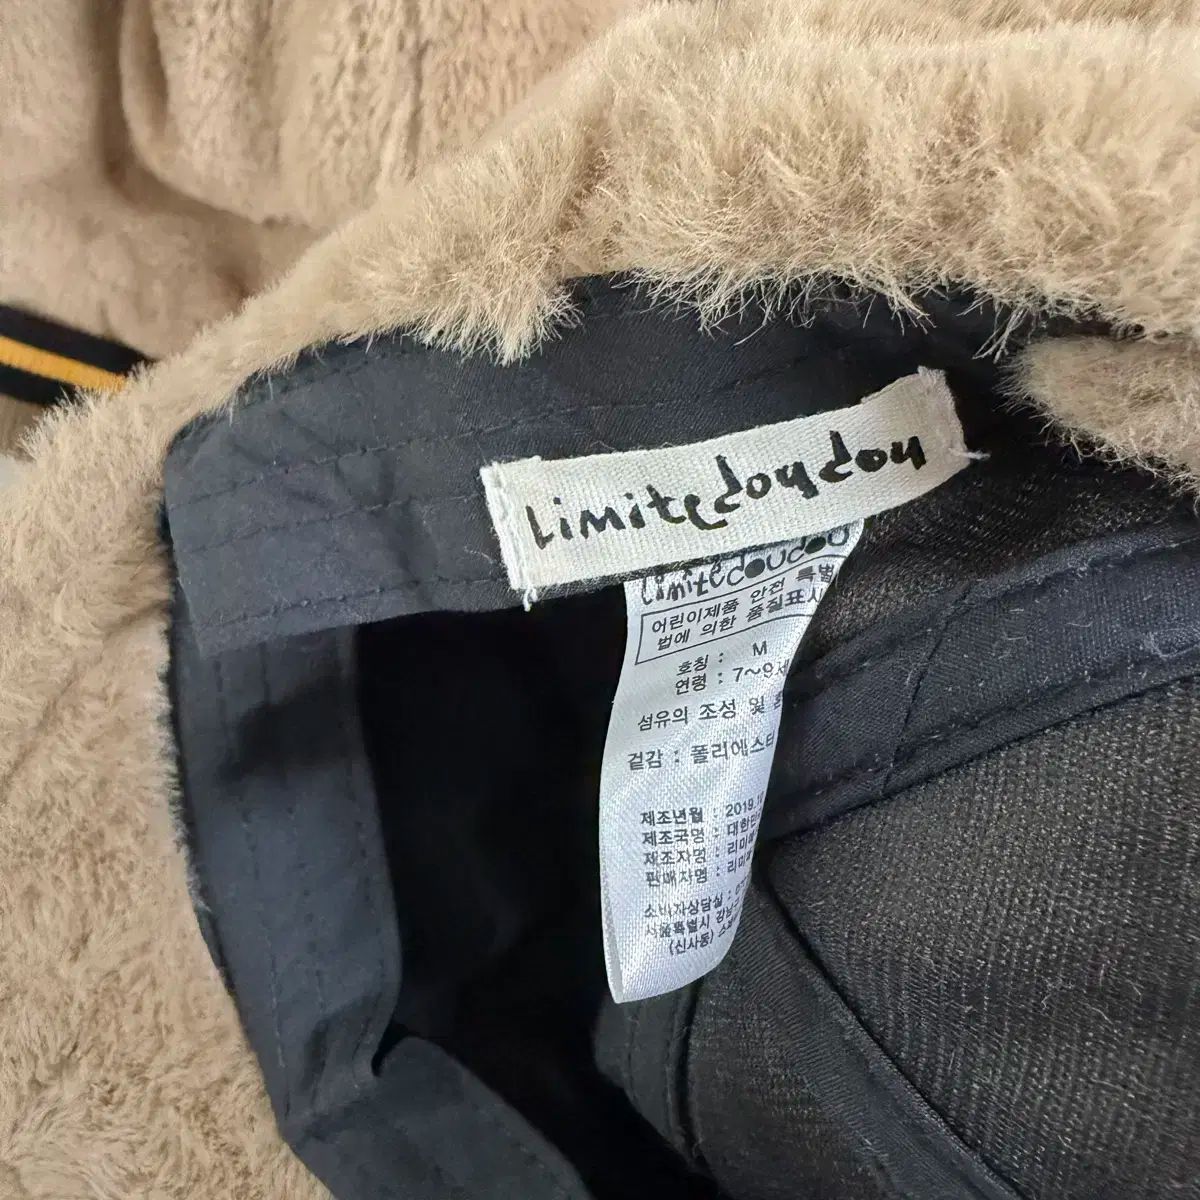 Limitedoudou
Limitedoudou
어린이제품 안전 특별
법에 의한 품질표시
호칭 : M
연령 : 7~9세
섬유의 조성 및
겉감 : 폴리에스터
제조년월 : 2019.1
제조국명 : 대한민
제조자명 : 리미
판매자명 : 리미
소비자상담실 : 0
서울특별시 강남구
(신사동) 스